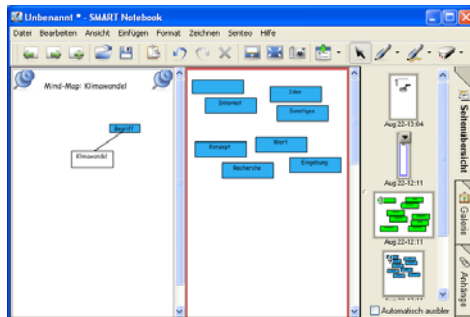 Unbenannt * - SMART Notebook
Datei Bearbeiten Ansicht Einfügen Format Zeichnen Senteo Hilfe
Mind-Map: Klimawandel
Begriff
Klimawandel
Idee
Internet
Sonstiges
Wort
Konzept
Eingebung
Recherche
Aug 22-13:04
Aug 22-12:11
Aug 22-12:11
Automatisch ausbler
Seitenübersicht
Galerie
Anhänge